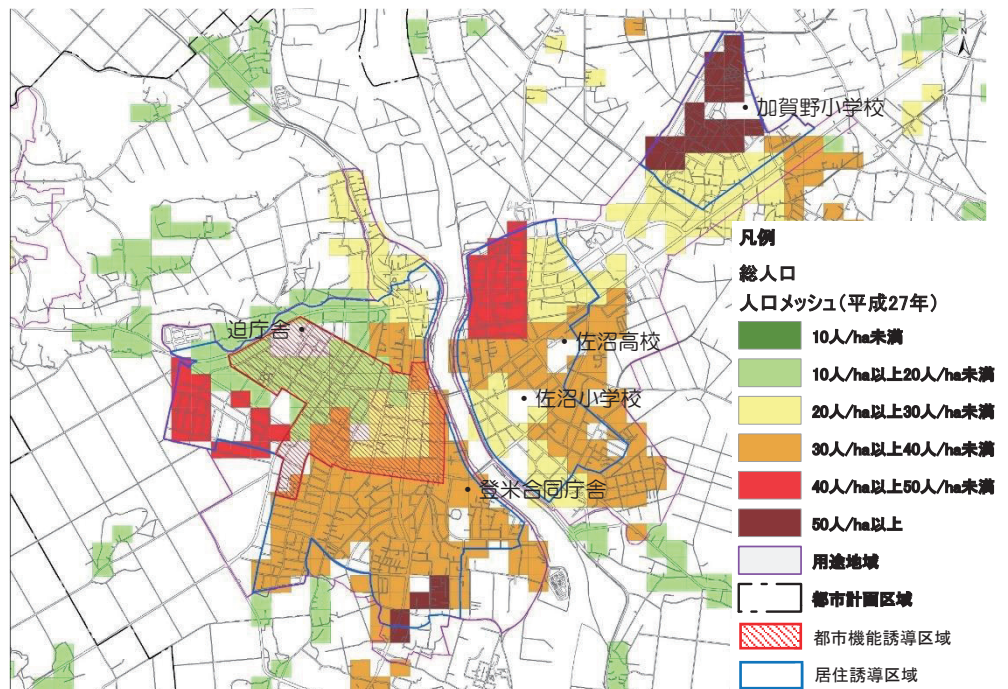 N
加賀野小学校
迫庁舎
佐沼高校
佐沼小学校
登米合同庁舎
凡例
総人口
人口メッシュ(平成27年)
10人/ha未満
10人/ha以上20人/ha未満
20人/ha以上30人/ha未満
30人/ha以上40人/ha未満
40人/ha以上50人/ha未満
50人/ha以上
用途地域
都市計画区域
都市機能誘導区域
居住誘導区域